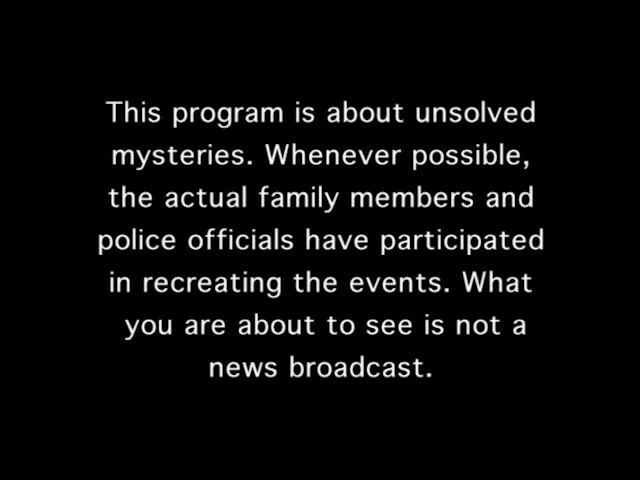 This program is about unsolved
mysteries. Whenever possible,
the actual family members and
police officials have participated
in recreating the events. What
you are about to see is not a
news broadcast.